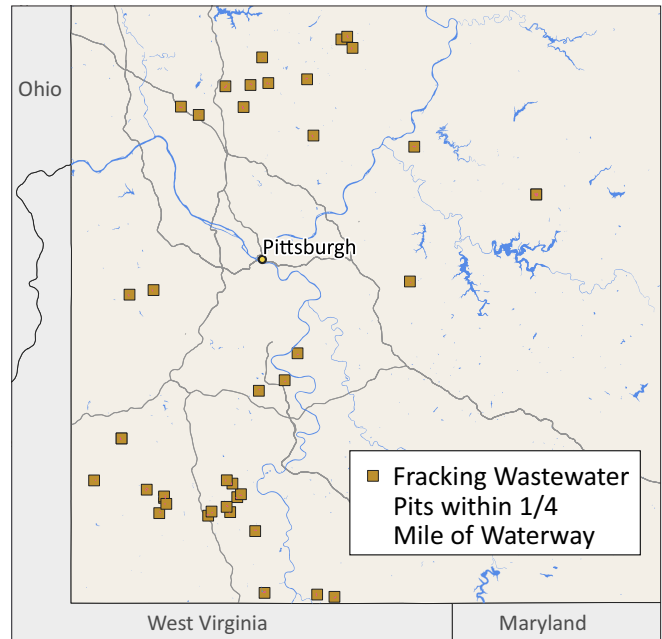 Ohio
Pittsburgh
Fracking Wastewater
Pits within 1/4
Mile of Waterway
West Virginia
Maryland